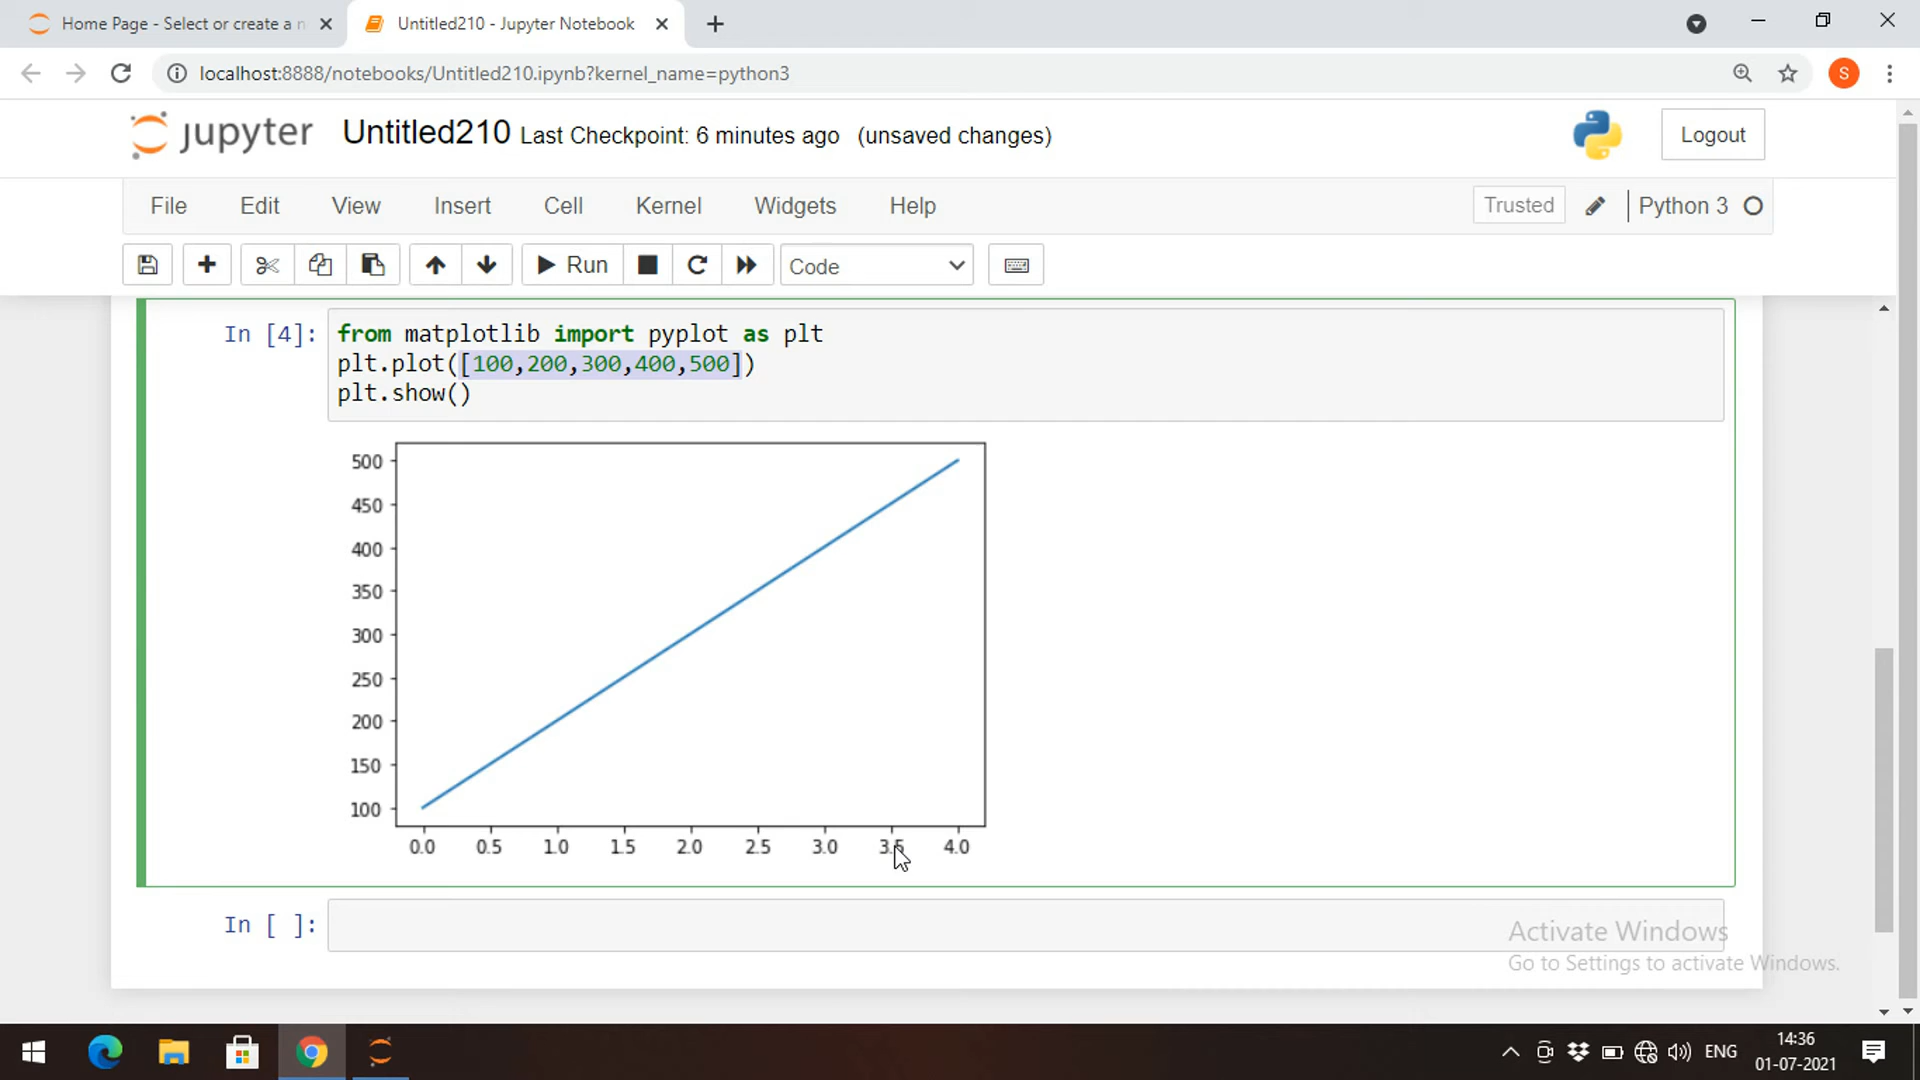 Home Page - Select or create a n
Untitled210 - Jupyter Notebook
localhost:8888/notebooks/Untitled210.ipynb?kernel_name=python3
S
jupyter
Untitled210 Last Checkpoint: 6 minutes ago (unsaved changes)
Logout
File Edit View Insert Cell Kernel Widgets Help
Trusted
Python 3
Run
Code
In [4]:
from matplotlib import pyplot as plt
plt.plot([100,200,300,400,500])
plt.show()
500
450
400
350
300
250
200
150
100
0.0 0.5 1.0 1.5 2.0 2.5 3.0 3.5 4.0
In [ ]:
Activate Windows
Go to Settings to activate Windows.
ENG
14:36
01-07-2021